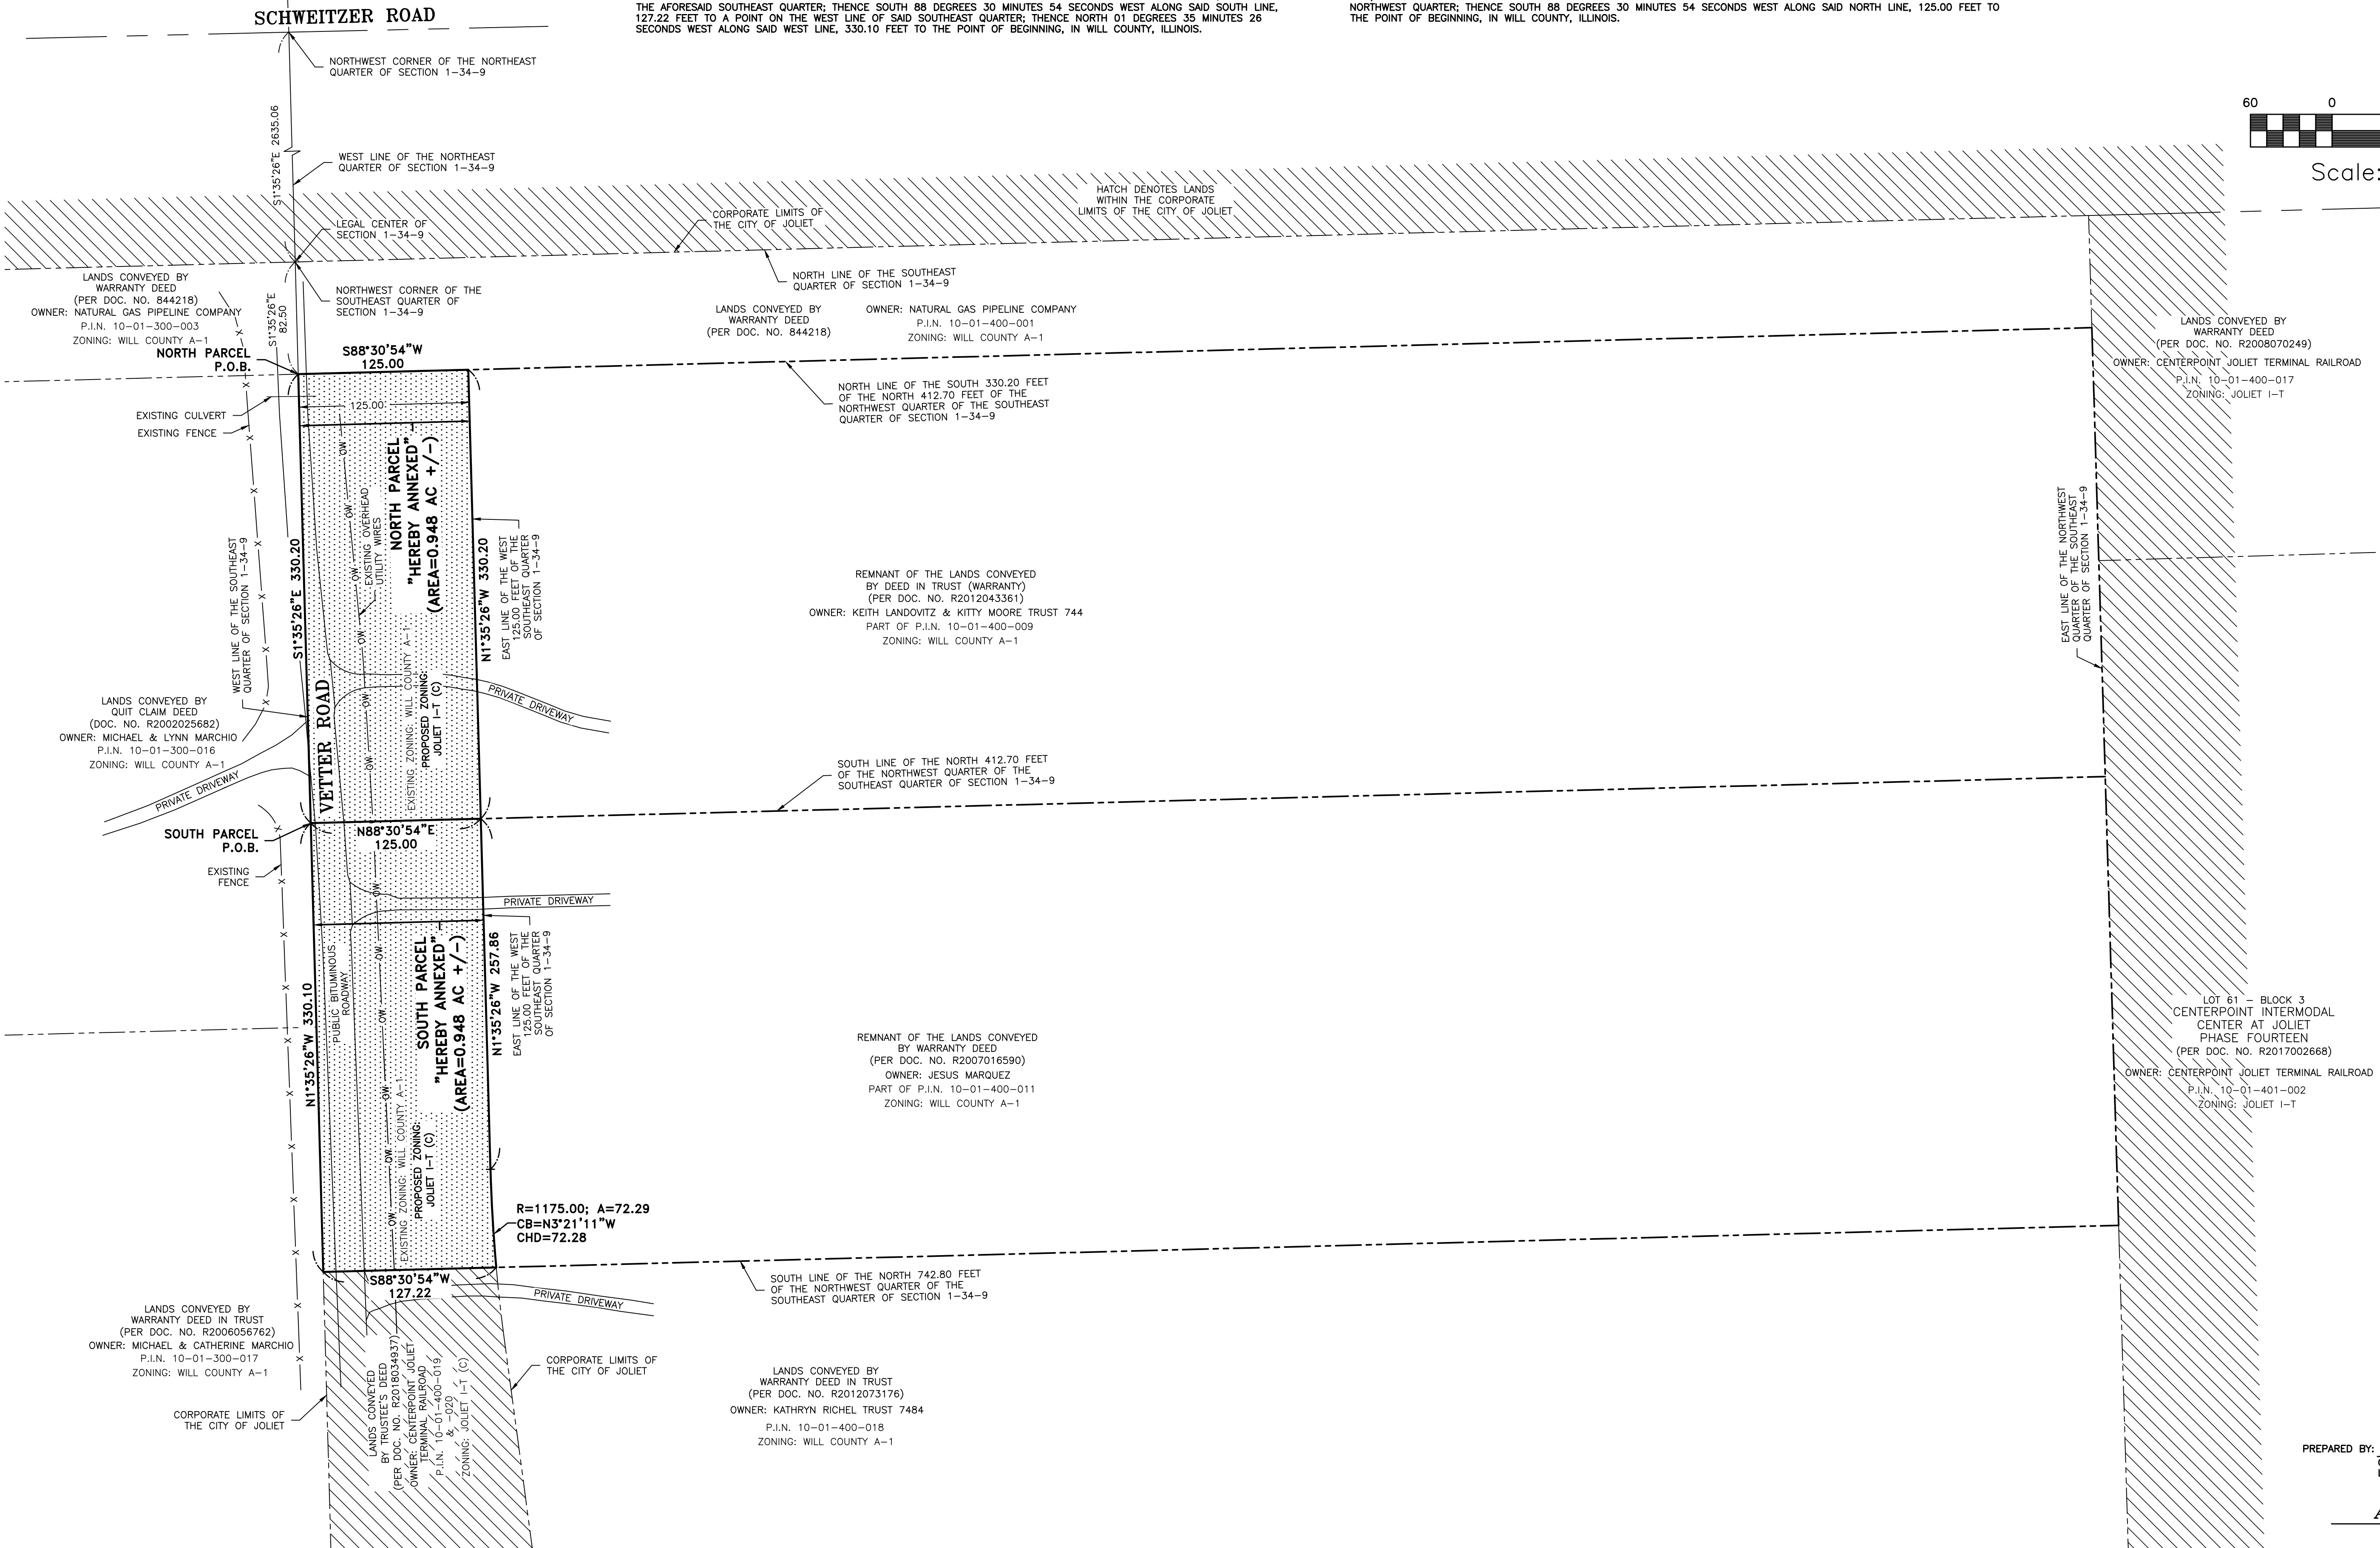 SCHWEITZER ROAD
THE AFORESAID SOUTHEAST QUARTER; THENCE SOUTH 88 DEGREES 30 MINUTES 54 SECONDS WEST ALONG SAID SOUTH LINE,
127.22 FEET TO A POINT ON THE WEST LINE OF SAID SOUTHEAST QUARTER; THENCE NORTH 01 DEGREES 35 MINUTES 26
SECONDS WEST ALONG SAID WEST LINE, 330.10 FEET TO THE POINT OF BEGINNING, IN WILL COUNTY, ILLINOIS.
NORTHWEST QUARTER; THENCE SOUTH 88 DEGREES 30 MINUTES 54 SECONDS WEST ALONG SAID NORTH LINE, 125.00 FEET TO
THE POINT OF BEGINNING, IN WILL COUNTY, ILLINOIS.
NORTHWEST CORNER OF THE NORTHEAST
QUARTER OF SECTION 1-34-9
60 0
Scale:
S1°35'26"E 2635.06
WEST LINE OF THE NORTHEAST
QUARTER OF SECTION 1-34-9
HATCH DENOTES LANDS
WITHIN THE CORPORATE
LIMITS OF THE CITY OF JOLIET
CORPORATE LIMITS OF
THE CITY OF JOLIET
LEGAL CENTER OF
SECTION 1-34-9
NORTH LINE OF THE SOUTHEAST
QUARTER OF SECTION 1-34-9
LANDS CONVEYED BY
WARRANTY DEED
(PER DOC. NO. 844218)
OWNER: NATURAL GAS PIPELINE COMPANY
P.I.N. 10-01-300-003
ZONING: WILL COUNTY A-1
S1°35'26"E
82.50
NORTHWEST CORNER OF THE
SOUTHEAST QUARTER OF
SECTION 1-34-9
LANDS CONVEYED BY
WARRANTY DEED
(PER DOC. NO. 844218)
OWNER: NATURAL GAS PIPELINE COMPANY
P.I.N. 10-01-400-001
ZONING: WILL COUNTY A-1
LANDS CONVEYED BY
WARRANTY DEED
(PER DOC. NO. R2008070249)
OWNER: CENTERPOINT JOLIET TERMINAL RAILROAD
P.I.N. 10-01-400-017
ZONING: JOLIET I-T
NORTH PARCEL
P.O.B.
S88°30'54"W
125.00
NORTH LINE OF THE SOUTH 330.20 FEET
OF THE NORTH 412.70 FEET OF THE
NORTHWEST QUARTER OF THE SOUTHEAST
QUARTER OF SECTION 1-34-9
EXISTING CULVERT
EXISTING FENCE
125.00
NORTH PARCEL
"HEREBY ANNEXED"
(AREA=0.948 AC +/-)
EXISTING OVERHEAD
UTILITY WIRES
WEST LINE OF THE SOUTHEAST
QUARTER OF SECTION 1-34-9
S1°35'26"E 330.20
N1°35'26"W 330.20
EAST LINE OF THE WEST
125.00 FEET OF THE
SOUTHEAST QUARTER
OF SECTION 1-34-9
EAST LINE OF THE NORTHWEST
QUARTER OF THE SOUTHEAST
QUARTER OF SECTION 1-34-9
REMNANT OF THE LANDS CONVEYED
BY DEED IN TRUST (WARRANTY)
(PER DOC. NO. R2012043361)
OWNER: KEITH LANDOVITZ & KITTY MOORE TRUST 744
PART OF P.I.N. 10-01-400-009
ZONING: WILL COUNTY A-1
EXISTING ZONING: WILL COUNTY A-1
PROPOSED ZONING:
JOLIET I-T (C)
PRIVATE DRIVEWAY
LANDS CONVEYED BY
QUIT CLAIM DEED
(DOC. NO. R2002025682)
OWNER: MICHAEL & LYNN MARCHIO
P.I.N. 10-01-300-016
ZONING: WILL COUNTY A-1
VETTER ROAD
PRIVATE DRIVEWAY
SOUTH LINE OF THE NORTH 412.70 FEET
OF THE NORTHWEST QUARTER OF THE
SOUTHEAST QUARTER OF SECTION 1-34-9
SOUTH PARCEL
P.O.B.
N88°30'54"E
125.00
EXISTING
FENCE
PRIVATE DRIVEWAY
PUBLIC BITUMINOUS
ROADWAY
N1°35'26"W 330.10
SOUTH PARCEL
"HEREBY ANNEXED"
(AREA=0.948 AC +/-)
N1°35'26"W 257.86
EAST LINE OF THE WEST
125.00 FEET OF THE
SOUTHEAST QUARTER
OF SECTION 1-34-9
EXISTING ZONING: WILL COUNTY A-1
PROPOSED ZONING:
JOLIET I-T (C)
REMNANT OF THE LANDS CONVEYED
BY WARRANTY DEED
(PER DOC. NO. R2007016590)
OWNER: JESUS MARQUEZ
PART OF P.I.N. 10-01-400-011
ZONING: WILL COUNTY A-1
LOT 61 - BLOCK 3
CENTERPOINT INTERMODAL
CENTER AT JOLIET
PHASE FOURTEEN
(PER DOC. NO. R2017002668)
OWNER: CENTERPOINT JOLIET TERMINAL RAILROAD
P.I.N. 10-01-401-002
ZONING: JOLIET I-T
R=1175.00; A=72.29
CB=N3°21'11"W
CHD=72.28
S88°30'54"W
127.22
PRIVATE DRIVEWAY
SOUTH LINE OF THE NORTH 742.80 FEET
OF THE NORTHWEST QUARTER OF THE
SOUTHEAST QUARTER OF SECTION 1-34-9
LANDS CONVEYED BY
WARRANTY DEED IN TRUST
(PER DOC. NO. R2006056762)
OWNER: MICHAEL & CATHERINE MARCHIO
P.I.N. 10-01-300-017
ZONING: WILL COUNTY A-1
CORPORATE LIMITS OF
THE CITY OF JOLIET
LANDS CONVEYED
BY TRUSTEE'S DEED
(PER DOC. NO. R2018034937)
OWNER: CENTERPOINT JOLIET
TERMINAL RAILROAD
P.I.N. 10-01-400-019
& -020
ZONING: JOLIET I-T (C)
CORPORATE LIMITS OF
THE CITY OF JOLIET
LANDS CONVEYED BY
WARRANTY DEED IN TRUST
(PER DOC. NO. R2012073176)
OWNER: KATHRYN RICHEL TRUST 7484
P.I.N. 10-01-400-018
ZONING: WILL COUNTY A-1
PREPARED BY: